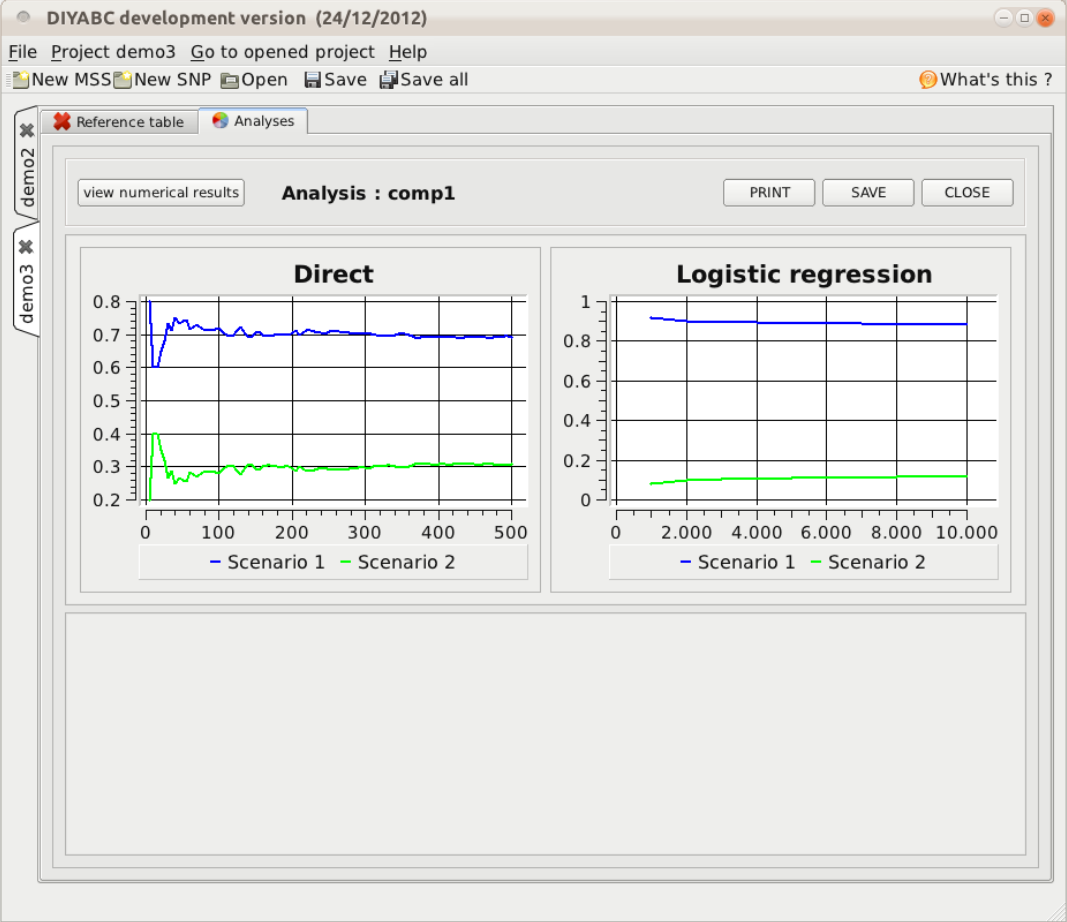 DIYABC development version (24/12/2012)
File Project demo3 Go to opened project Help
New MSS New SNP Open Save Save all What's this ?
demo2
demo3
Reference table Analyses
view numerical results Analysis : comp1 PRINT SAVE CLOSE
Direct
0.8
0.7
0.6
0.5
0.4
0.3
0.2
0 100 200 300 400 500
Scenario 1 Scenario 2
Logistic regression
1
0.8
0.6
0.4
0.2
0
0 2.000 4.000 6.000 8.000 10.000
Scenario 1 Scenario 2